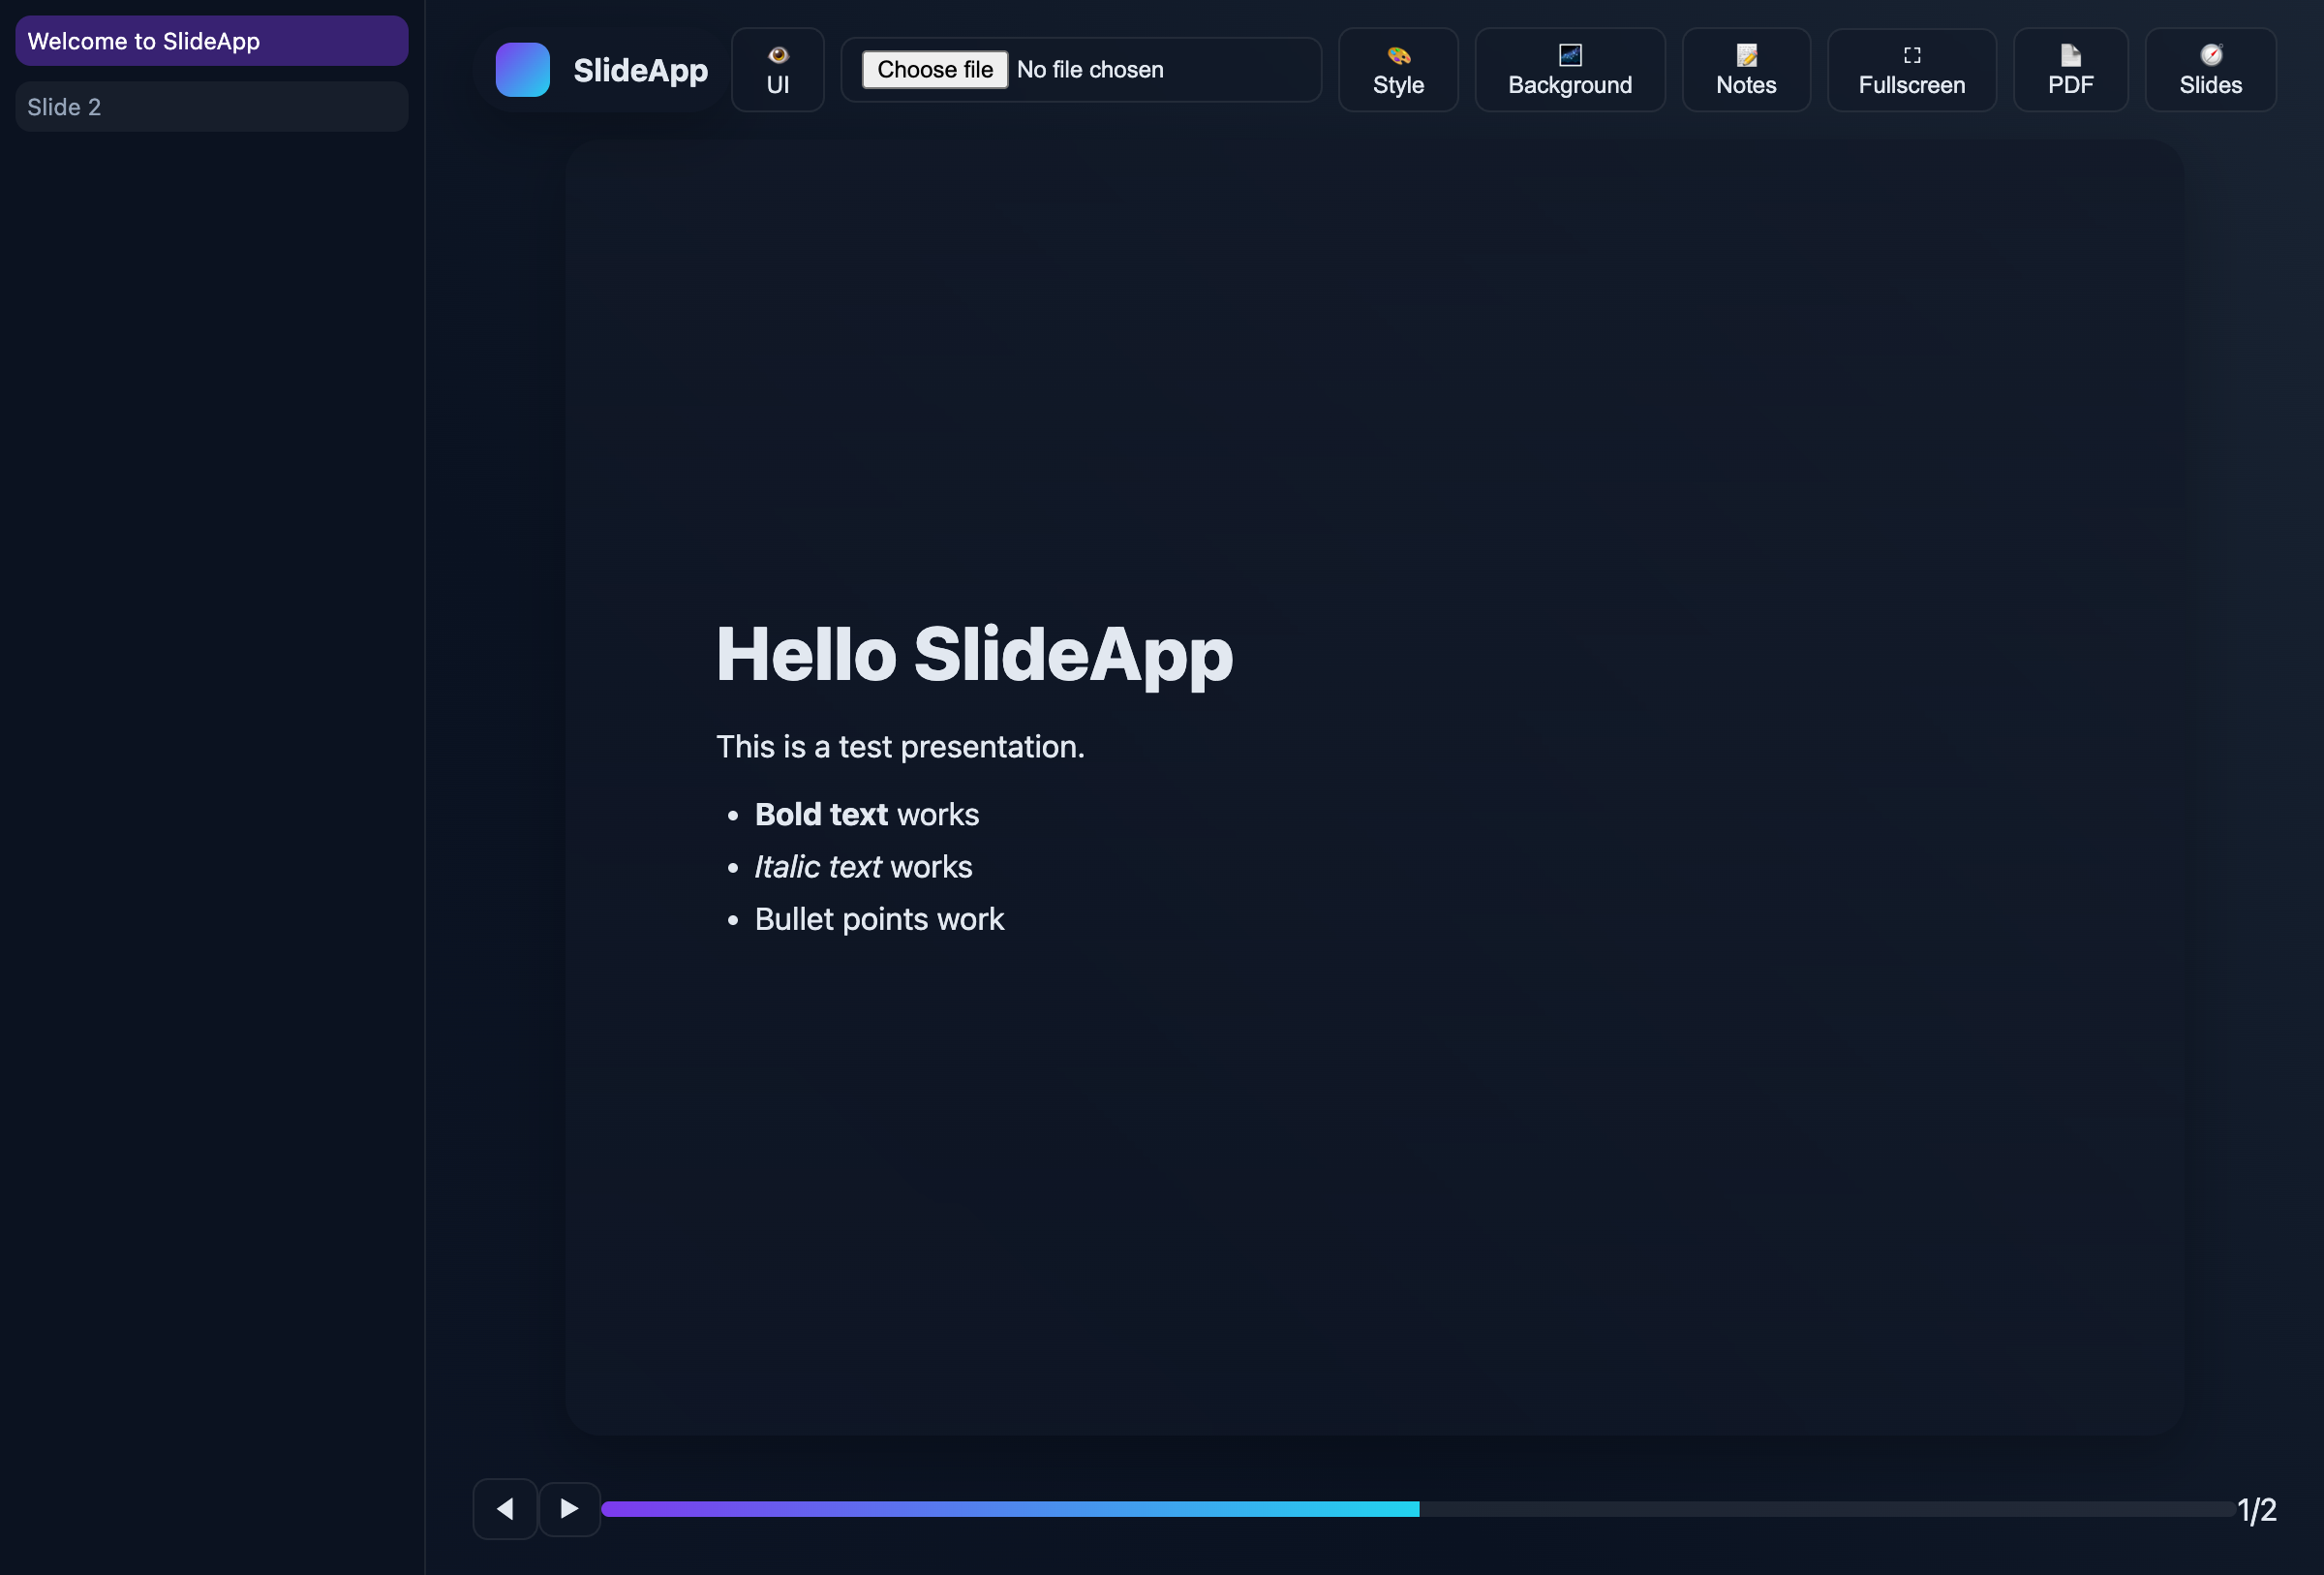 Welcome to SlideApp
Slide 2
SlideApp
UI
Choose file No file chosen
Style
Background
Notes
Fullscreen
PDF
Slides
Hello SlideApp
This is a test presentation.
• Bold text works
• Italic text works
• Bullet points work
1/2